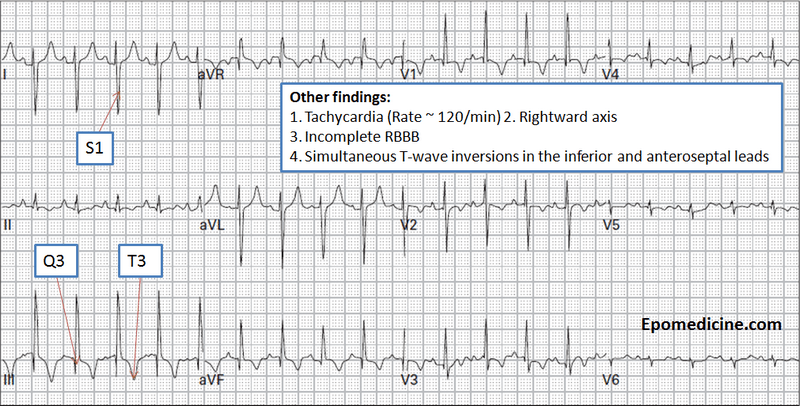 I
aVR
V1
V4
S1
Other findings:
1. Tachycardia (Rate ~ 120/min) 2. Rightward axis
3. Incomplete RBBB
4. Simultaneous T-wave inversions in the inferior and anteroseptal leads
II
aVL
V2
V5
Q3
T3
Epomedicine.com
III
aVF
V3
V6